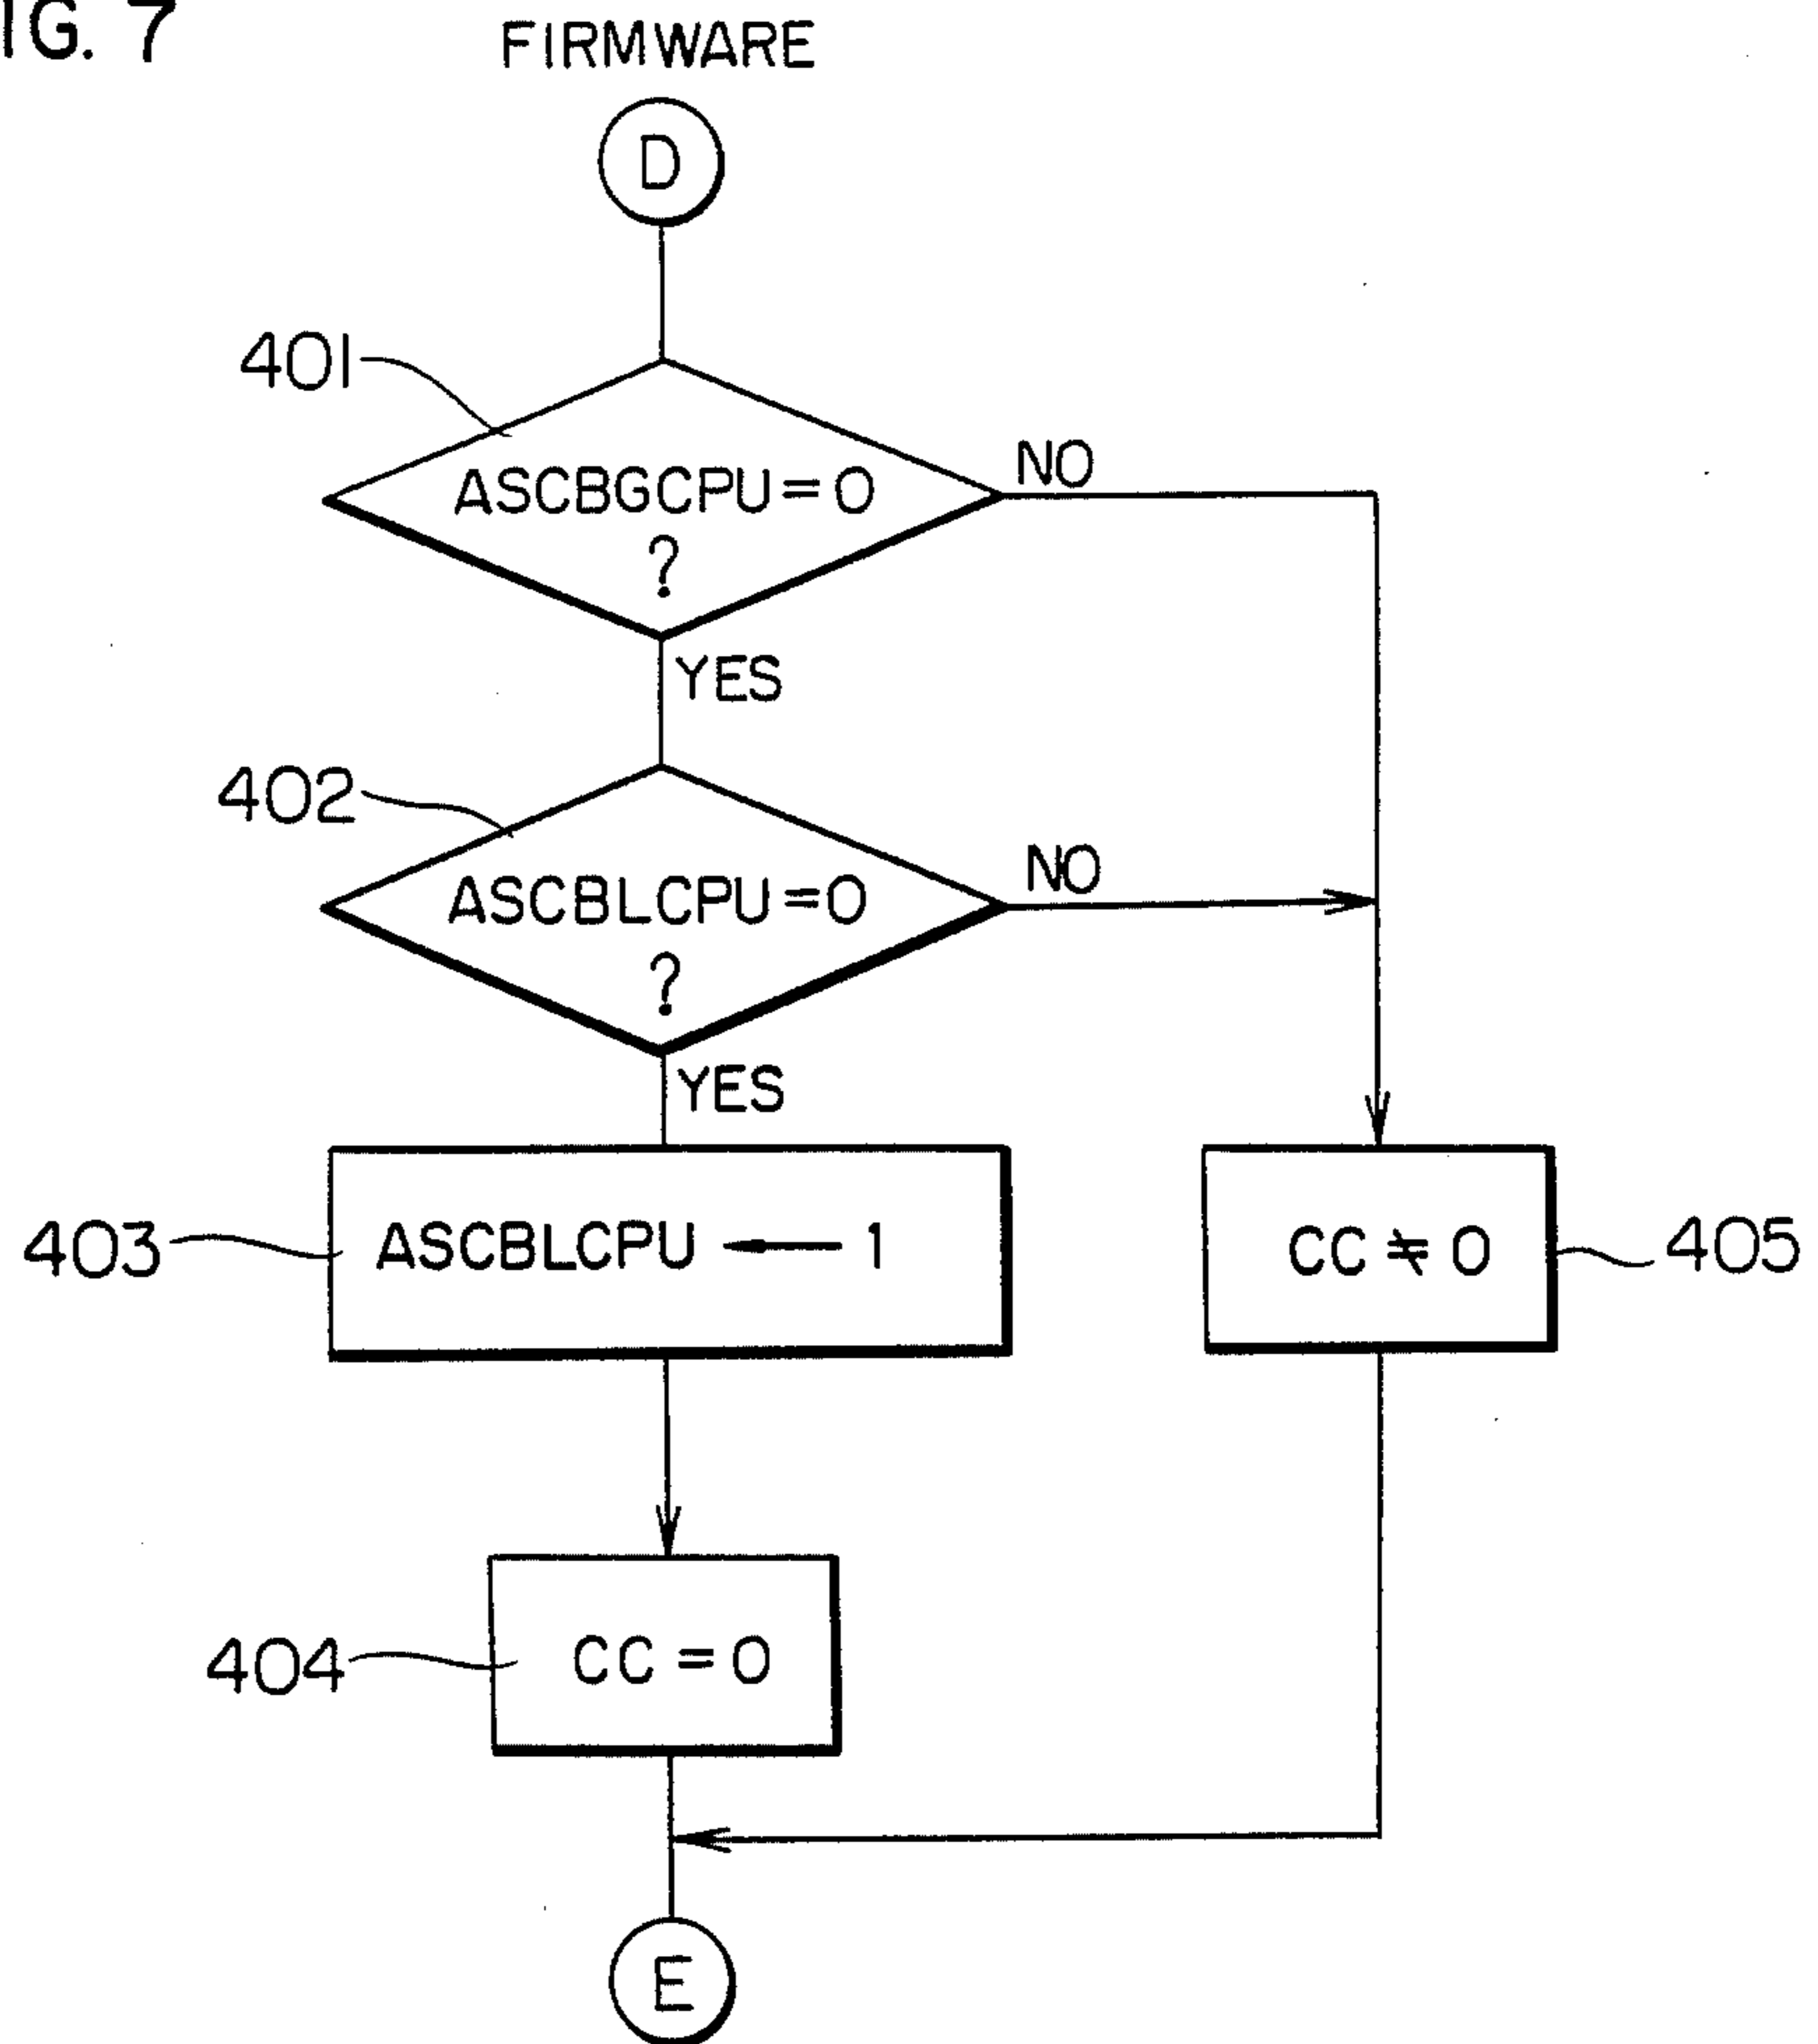 IG. 7
FIRMWARE
D
401
ASCBGCPU=0
?
NO
YES
402
ASCBLCPU=0
?
NO
YES
403
ASCBLCPU ← 1
CC ≠ 0
405
404
CC = 0
E